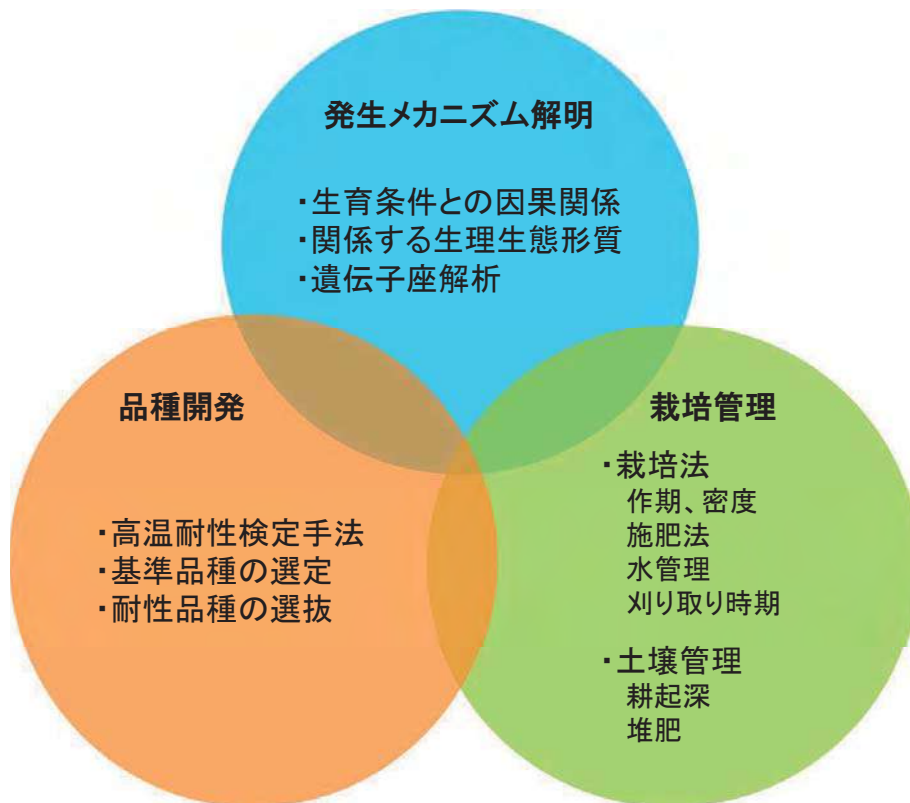 発生メカニズム解明
・生育条件との因果関係
・関係する生理生態形質
・遺伝子座解析
品種開発
・高温耐性検定手法
・基準品種の選定
・耐性品種の選抜
栽培管理
・栽培法
作期、密度
施肥法
水管理
刈り取り時期
・土壌管理
耕起深
堆肥